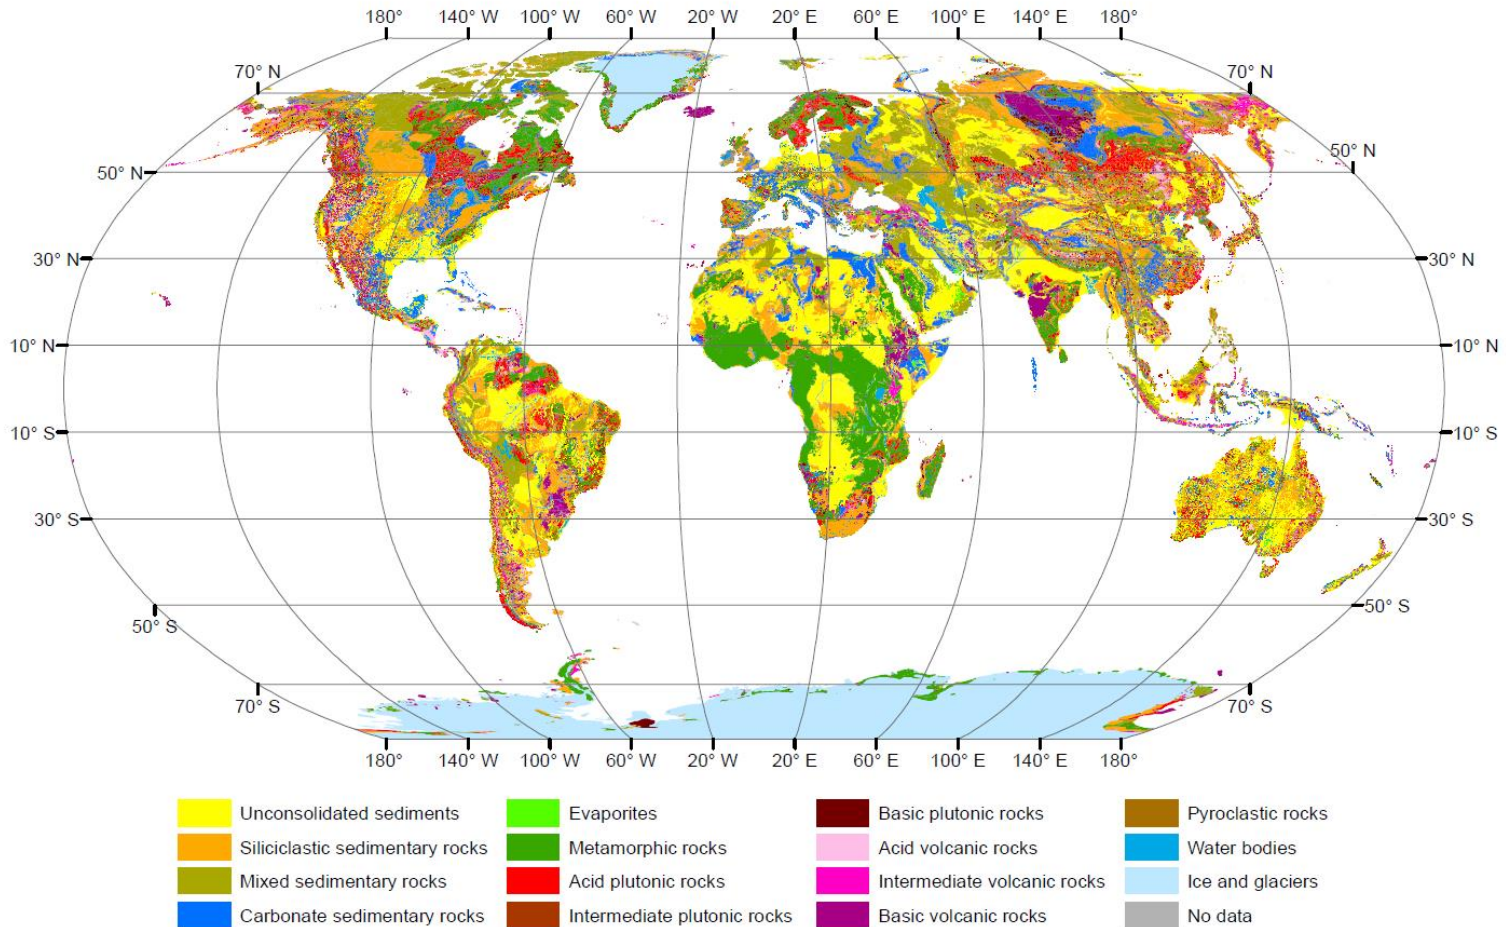 180° 140° W 100° W 60° W 20° W 20° E 60° E 100° E 140° E 180°
70° N 70° N
50° N 50° N
30° N 30° N
10° N 10° N
10° S 10° S
30° S 30° S
50° S 50° S
70° S 70° S
180° 140° W 100° W 60° W 20° W 20° E 60° E 100° E 140° E 180°
Unconsolidated sediments Evaporites Basic plutonic rocks Pyroclastic rocks
Siliciclastic sedimentary rocks Metamorphic rocks Acid volcanic rocks Water bodies
Mixed sedimentary rocks Acid plutonic rocks Intermediate volcanic rocks Ice and glaciers
Carbonate sedimentary rocks Intermediate plutonic rocks Basic volcanic rocks No data